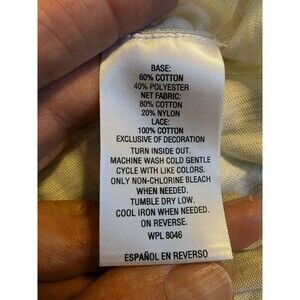 BASE:
60% COTTON
40% POLYESTER
NET FABRIC:
80% COTTON
20% NYLON
LACE:
100% COTTON
EXCLUSIVE OF DECORATION
TURN INSIDE OUT.
MACHINE WASH COLD GENTLE
CYCLE WITH LIKE COLORS.
ONLY NON-CHLORINE BLEACH
WHEN NEEDED.
TUMBLE DRY LOW.
COOL IRON WHEN NEEDED
ON REVERSE.
WPL 8046
ESPAÑOL EN REVERSO